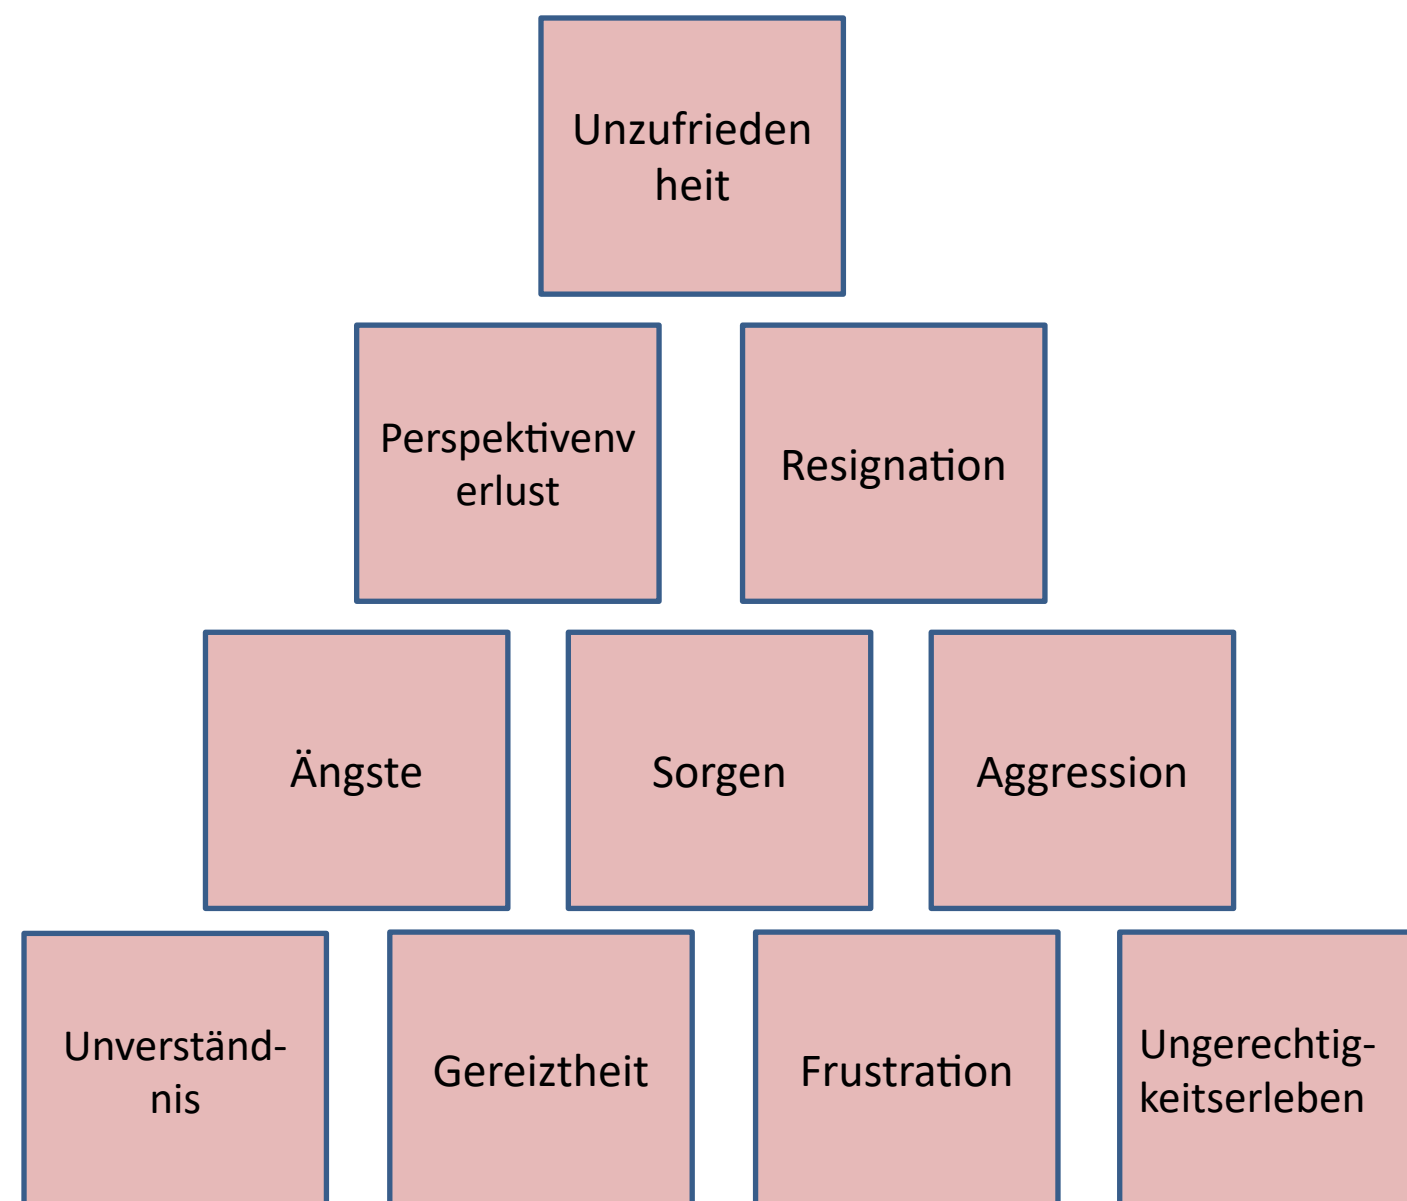 Unzufrieden
heit
Perspektivenv
erlust
Resignation
Ängste
Sorgen
Aggression
Unverständ-
nis
Gereiztheit
Frustration
Ungerechtig-
keitserleben